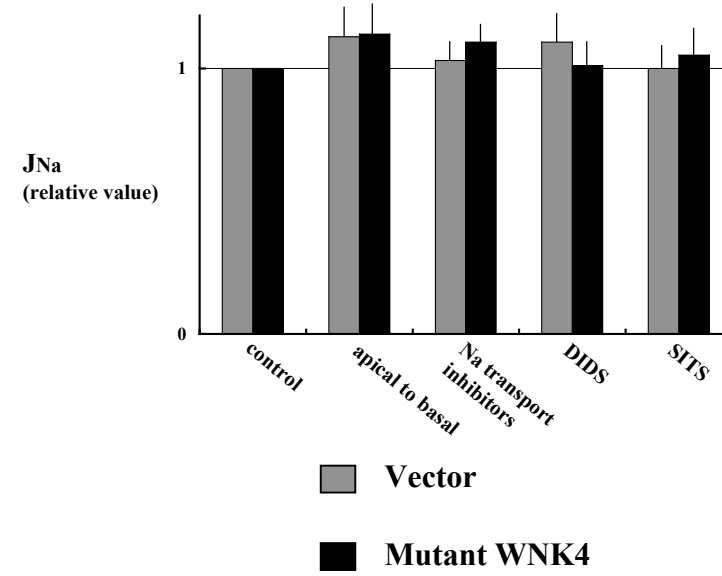 1
JNa
(relative value)
0
control
apical to basal
Na transport
inhibitors
DIDS
SITS
Vector
Mutant WNK4